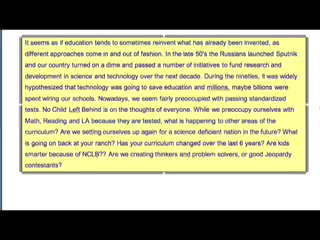 It seems as if education tends to sometimes reinvent what has already been invented, as
different approaches come in and out of fashion. In the late 50's the Russians launched Sputnik
and our country turned on a dime and passed a number of initiatives to fund research and
development in science and technology over the next decade. During the nineties, it was widely
hypothesized that technology was going to save education and millions, maybe billions were
spent wiring our schools. Nowadays, we seem fairly preoccupied with passing standardized
tests. No Child Left Behind is on the thoughts of everyone. While we preoccupy ourselves with
Math, Reading and LA because they are tested, what is happening to other areas of the
curriculum? Are we setting ourselves up again for a science deficient nation in the future? What
is going on back at your ranch? Has your curriculum changed over the last 6 years? Are kids
smarter because of NCLB?? Are we creating thinkers and problem solvers, or good Jeopardy
contestants?